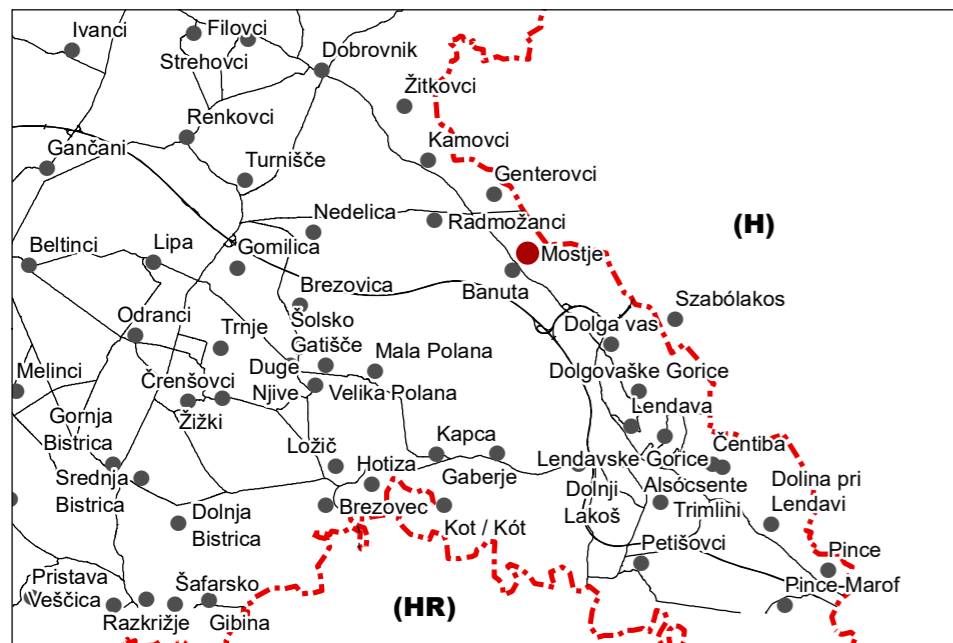 Ivanci
Filovci
Strehovci
Dobrovnik
Žitkovci
Renkovci
Kamovci
Gančani
Turnišče
Genterovci
Nedelica
Radmožanci
(H)
Beltinci
Lipa
Gomilica
Mostje
Brezovica
Banuta
Szabólakos
Odranci
Trnje
Šolsko
Dolga vas
Gatišče
Mala Polana
Melinci
Črenšovci
Duge
Njive
Velika Polana
Dolgovaške Gorice
Lendava
Gornja
Bistrica
Žižki
Ložič
Kapca
Čentiba
Srednja
Bistrica
Hotiza
Gaberje
Lendavske Gorice
Dolina pri
Lendavi
Dolnja
Bistrica
Brezovec
Kot / Kót
Dolnji
Lakoš
Alsócsente
Trimlini
Petišovci
Pince
Pristava
Veščica
Šafarsko
Pince-Marof
Razkrižje
Gibina
(HR)